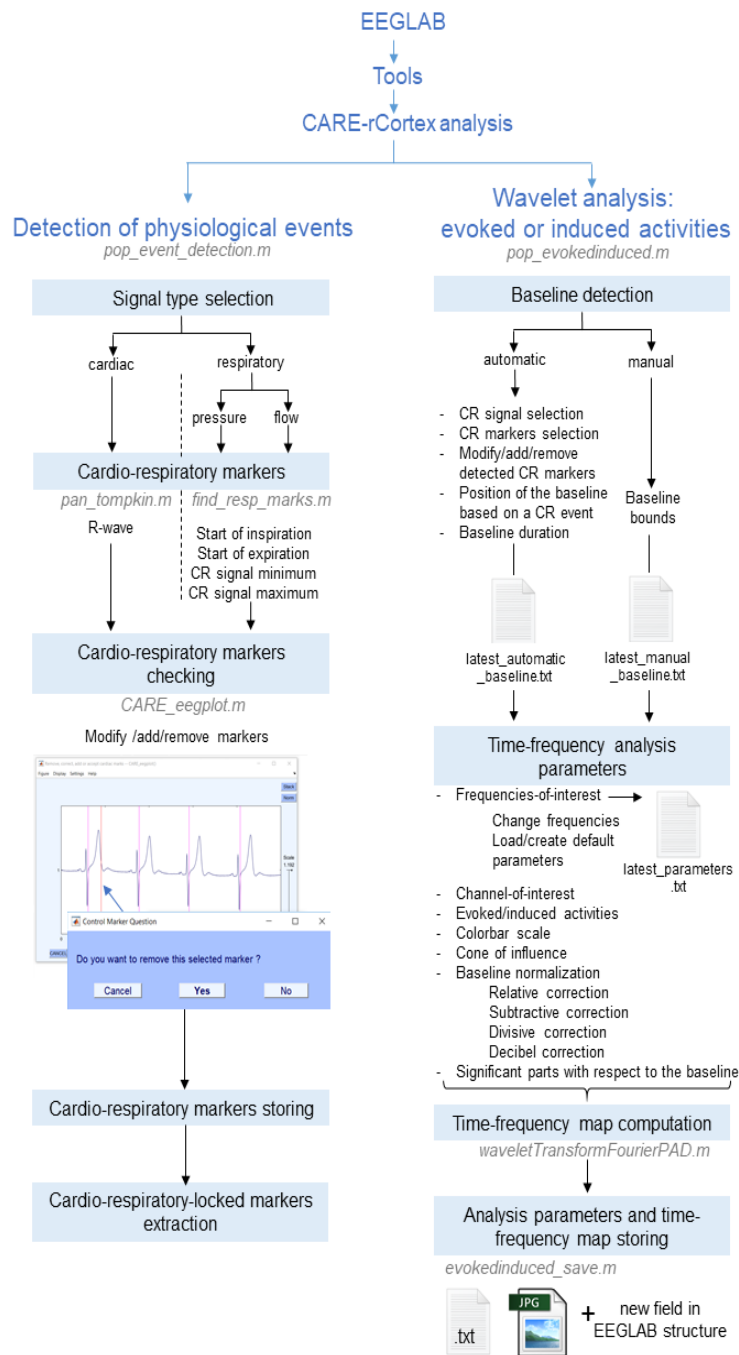 EEGLAB
Tools
CARE-rCortex analysis
Detection of physiological events
pop_event_detection.m
Signal type selection
cardiac
respiratory
pressure
flow
Cardio-respiratory markers
pan_tompkin.m
find_resp_marks.m
R-wave
Start of inspiration
Start of expiration
CR signal minimum
CR signal maximum
Cardio-respiratory markers
checking
CARE_eegplot.m
Modify /add/remove markers
Figure Display Settings Help
Stack
Norm
Scale
1.192
Control Marker Question
Do you want to remove this selected marker ?
Cancel
Yes
No
Cardio-respiratory markers storing
Cardio-respiratory-locked markers
extraction
Wavelet analysis:
evoked or induced activities
pop_evokedinduced.m
Baseline detection
automatic
manual
- CR signal selection
- CR markers selection
- Modify/add/remove
detected CR markers
- Position of the baseline
based on a CR event
- Baseline duration
Baseline
bounds
latest_automatic
_baseline.txt
latest_manual
_baseline.txt
Time-frequency analysis
parameters
- Frequencies-of-interest
Change frequencies
Load/create default
parameters
latest_parameters
.txt
- Channel-of-interest
- Evoked/induced activities
- Colorbar scale
- Cone of influence
- Baseline normalization
Relative correction
Subtractive correction
Divisive correction
Decibel correction
- Significant parts with respect to the baseline
Time-frequency map computation
waveletTransformFourierPAD.m
Analysis parameters and time-
frequency map storing
evokedinduced_save.m
.txt
JPG
+
new field in
EEGLAB structure